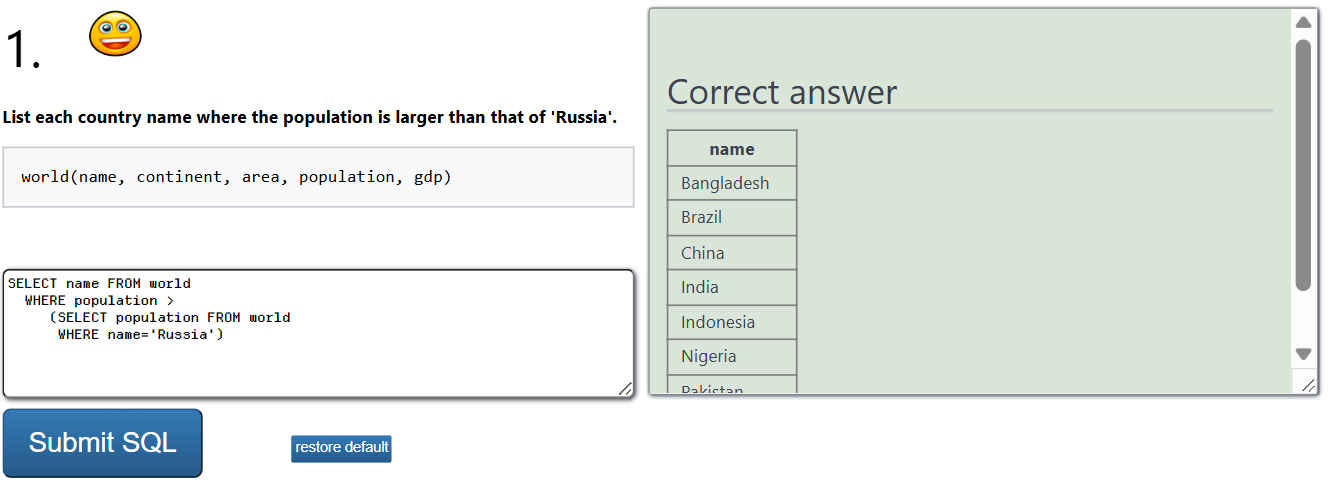 1.
List each country name where the population is larger than that of 'Russia'.
world(name, continent, area, population, gdp)
SELECT name FROM world
WHERE population >
(SELECT population FROM world
WHERE name='Russia')
Submit SQL
restore default
Correct answer
name
Bangladesh
Brazil
China
India
Indonesia
Nigeria
Pakistan